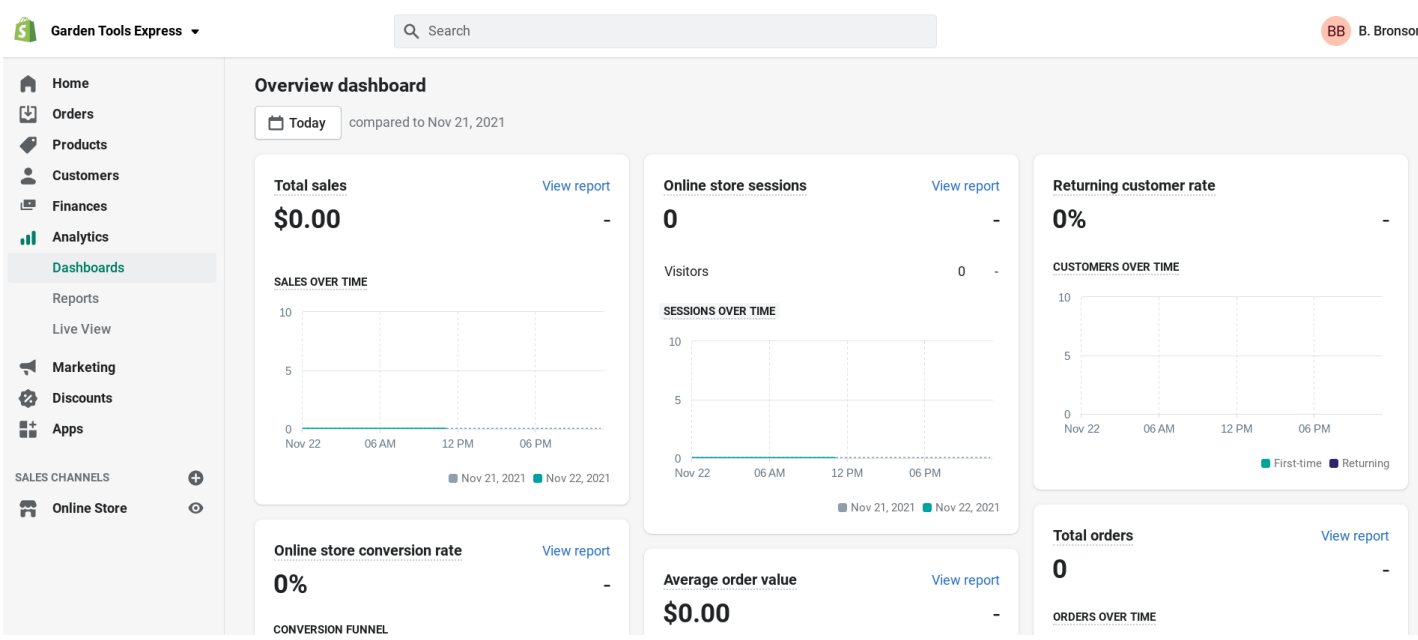 Garden Tools Express
Search
BB B. Bronson
Home
Orders
Products
Customers
Finances
Analytics
Dashboards
Reports
Live View
Marketing
Discounts
Apps
SALES CHANNELS
Online Store
Overview dashboard
Today compared to Nov 21, 2021
Total sales View report
$0.00 -
SALES OVER TIME
10
5
0
Nov 22 06 AM 12 PM 06 PM
Nov 21, 2021 Nov 22, 2021
Online store conversion rate View report
0% -
CONVERSION FUNNEL
Online store sessions View report
0 -
Visitors 0 -
SESSIONS OVER TIME
10
5
0
Nov 22 06 AM 12 PM 06 PM
Nov 21, 2021 Nov 22, 2021
Average order value View report
$0.00 -
Returning customer rate
0% -
CUSTOMERS OVER TIME
10
5
0
Nov 22 06 AM 12 PM 06 PM
First-time Returning
Total orders View report
0 -
ORDERS OVER TIME